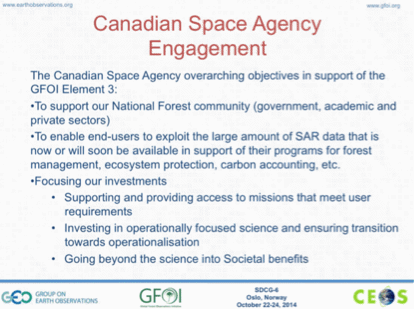 www.earthobservations.org
www.gfoi.org
Canadian Space Agency
Engagement
The Canadian Space Agency overarching objectives in support of the
GFOI Element 3:
•To support our National Forest community (government, academic and
private sectors)
•To enable end-users to exploit the large amount of SAR data that is
now or will soon be available in support of their programs for forest
management, ecosystem protection, carbon accounting, etc.
•Focusing our investments
• Supporting and providing access to missions that meet user
requirements
• Investing in operationally focused science and ensuring transition
towards operationalisation
• Going beyond the science into Societal benefits
GEO GROUP ON
EARTH OBSERVATIONS
GFOI
SDCG-6
Oslo, Norway
October 22-24, 2014
CEOS